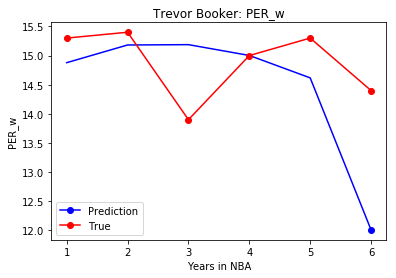 Trevor Booker: PER_w
PER_w
15.5
15.0
14.5
14.0
13.5
13.0
12.5
12.0
Prediction
True
1 2 3 4 5 6
Years in NBA